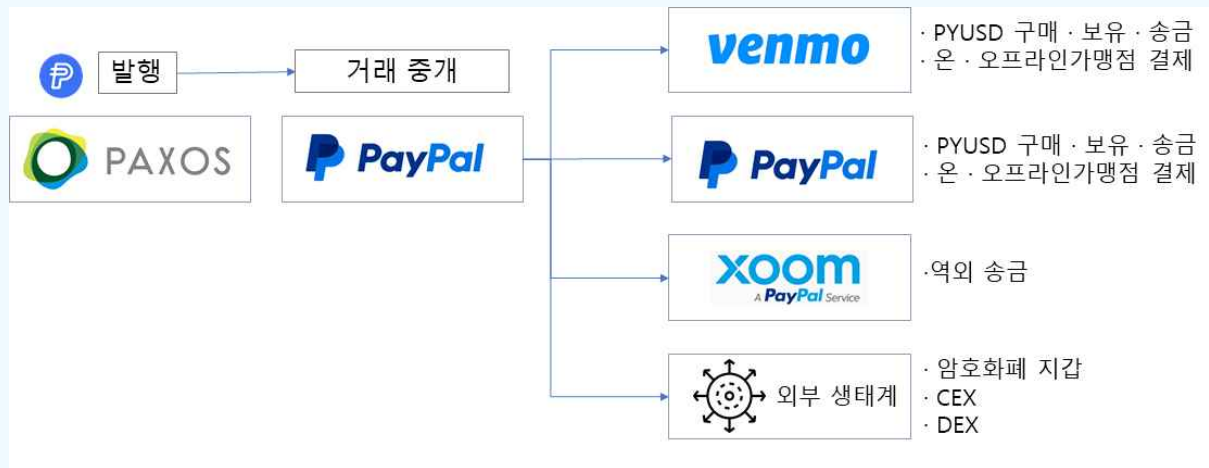 발행
거래 중개
PAXOS
PayPal
venmo
· PYUSD 구매 · 보유 · 송금
· 온 · 오프라인가맹점 결제
PayPal
· PYUSD 구매 · 보유 · 송금
· 온 · 오프라인가맹점 결제
xoom
A PayPal Service
·역외 송금
외부 생태계
· 암호화폐 지갑
· CEX
· DEX